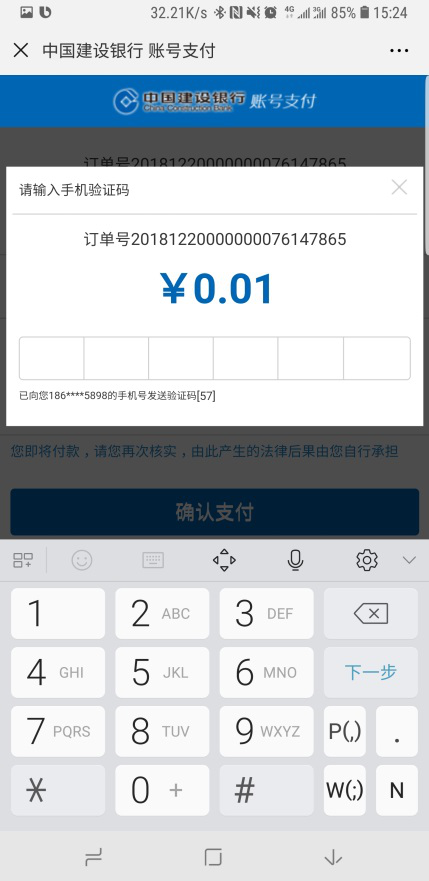 32.21K/s 4G 3G 85% 15:24
中国建设银行 账号支付
中国建设银行 账号支付
China Construction Bank
订单号20181220000000076147865
请输入手机验证码
订单号20181220000000076147865
￥0.01
已向您186****5898的手机号发送验证码[57]
您即将付款，请您再次核实，由此产生的法律后果由您自行承担
确认支付
1 2 ABC 3 DEF
4 GHI 5 JKL 6 MNO 下一步
7 PQRS 8 TUV 9 WXYZ P(,) .
* 0 + # W(;) N